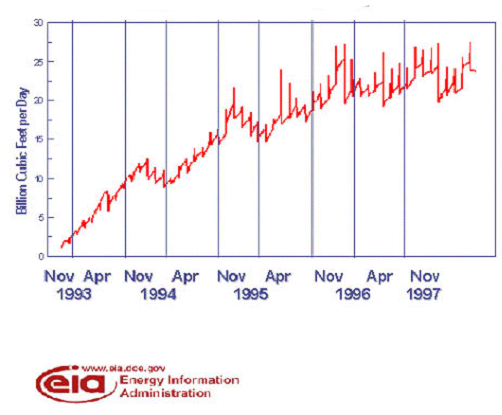 30
25
20
15
10
5
0
Billion Cubic Feet per Day
Nov Apr Nov Apr Nov Apr Nov Apr Nov
1993 1994 1995 1996 1997
www.eia.doe.gov
eia Energy Information
Administration